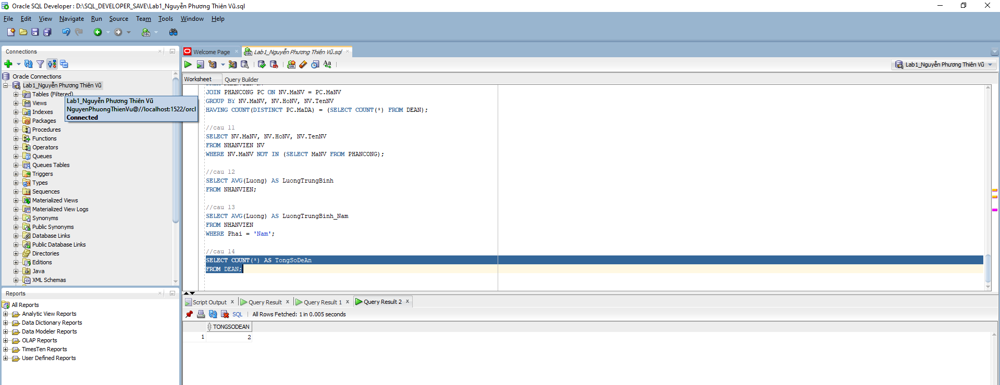 Oracle SQL Developer : D:\SQL_DEVELOPER_SAVE\Lab1_Nguyễn Phương Thiên Vũ.sql
File Edit View Navigate Run Source Team Tools Window Help
Connections
Oracle Connections
Lab1_Nguyễn Phương Thiên Vũ
Tables (Filtered)
Views
Indexes
Packages
Procedures
Functions
Operators
Queues
Queues Tables
Triggers
Types
Sequences
Materialized Views
Materialized View Logs
Synonyms
Public Synonyms
Database Links
Public Database Links
Directories
Editions
Java
XML Schemas
Lab1_Nguyễn Phương Thiên Vũ
NguyenPhuongThienVu@//localhost:1522/orcl
Connected
Reports
All Reports
Analytic View Reports
Data Dictionary Reports
Data Modeler Reports
OLAP Reports
TimesTen Reports
User Defined Reports
Welcome Page
Lab1_Nguyễn Phương Thiên Vũ.sql
Lab1_Nguyễn Phương Thiên Vũ
Worksheet Query Builder
JOIN PHANCONG PC ON NV.MaNV = PC.MaNV
GROUP BY NV.MaNV, NV.HoNV, NV.TenNV
HAVING COUNT(DISTINCT PC.MaDA) = (SELECT COUNT(*) FROM DEAN);
//cau 11
SELECT NV.MaNV, NV.HoNV, NV.TenNV
FROM NHANVIEN NV
WHERE NV.MaNV NOT IN (SELECT MaNV FROM PHANCONG);
//cau 12
SELECT AVG(Luong) AS LuongTrungBinh
FROM NHANVIEN;
//cau 13
SELECT AVG(Luong) AS LuongTrungBinh_Nam
FROM NHANVIEN
WHERE Phai = 'Nam';
//cau 14
SELECT COUNT(*) AS TongSoDeAn
FROM DEAN;
Script Output Query Result Query Result 1 Query Result 2
SQL All Rows Fetched: 1 in 0.005 seconds
TONGSODEAN
1 2